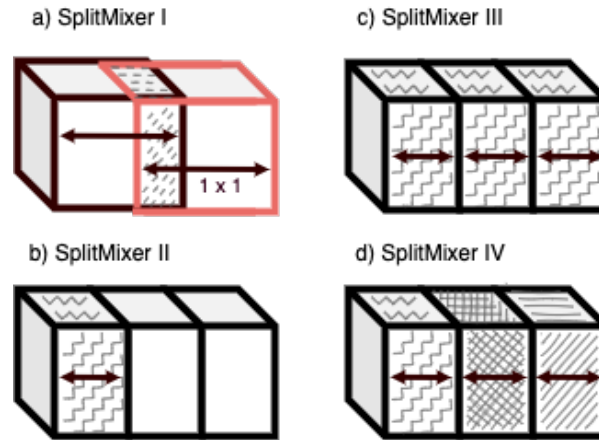 a) SplitMixer I
1 x 1
b) SplitMixer II
c) SplitMixer III
d) SplitMixer IV